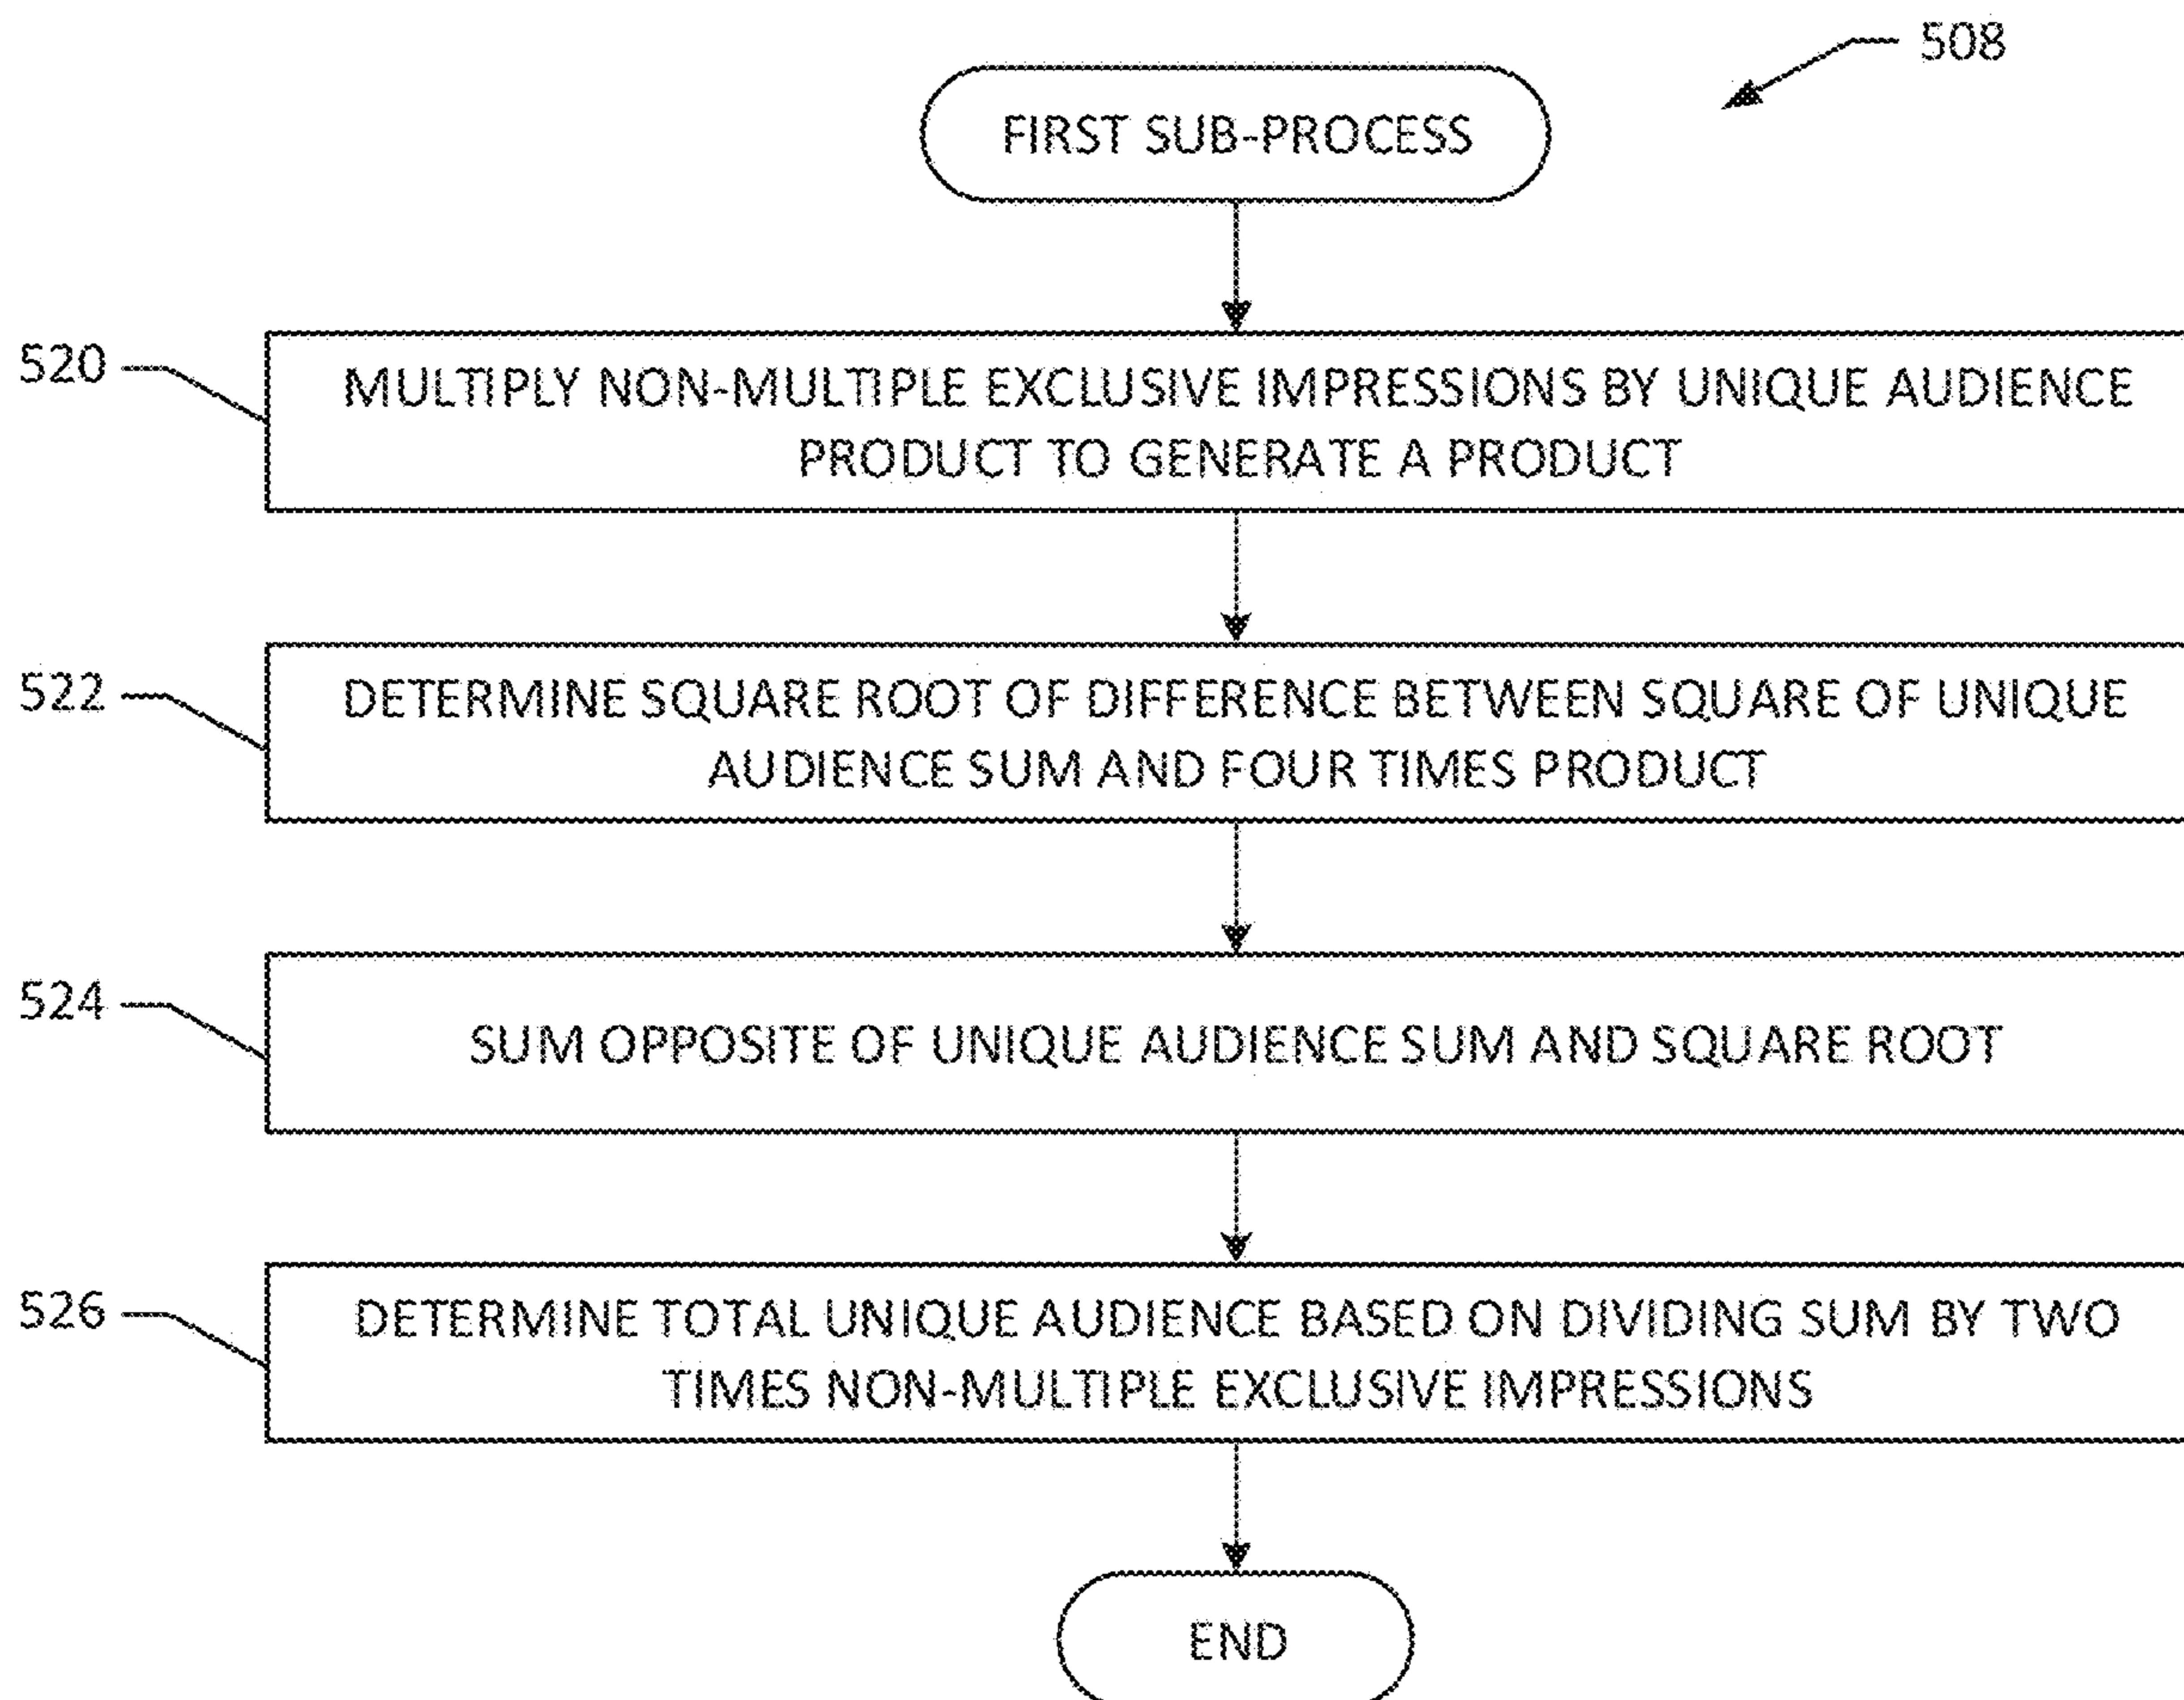 508
FIRST SUB-PROCESS
520
MULTIPLY NON-MULTIPLE EXCLUSIVE IMPRESSIONS BY UNIQUE AUDIENCE
PRODUCT TO GENERATE A PRODUCT
522
DETERMINE SQUARE ROOT OF DIFFERENCE BETWEEN SQUARE OF UNIQUE
AUDIENCE SUM AND FOUR TIMES PRODUCT
524
SUM OPPOSITE OF UNIQUE AUDIENCE SUM AND SQUARE ROOT
526
DETERMINE TOTAL UNIQUE AUDIENCE BASED ON DIVIDING SUM BY TWO
TIMES NON-MULTIPLE EXCLUSIVE IMPRESSIONS
END